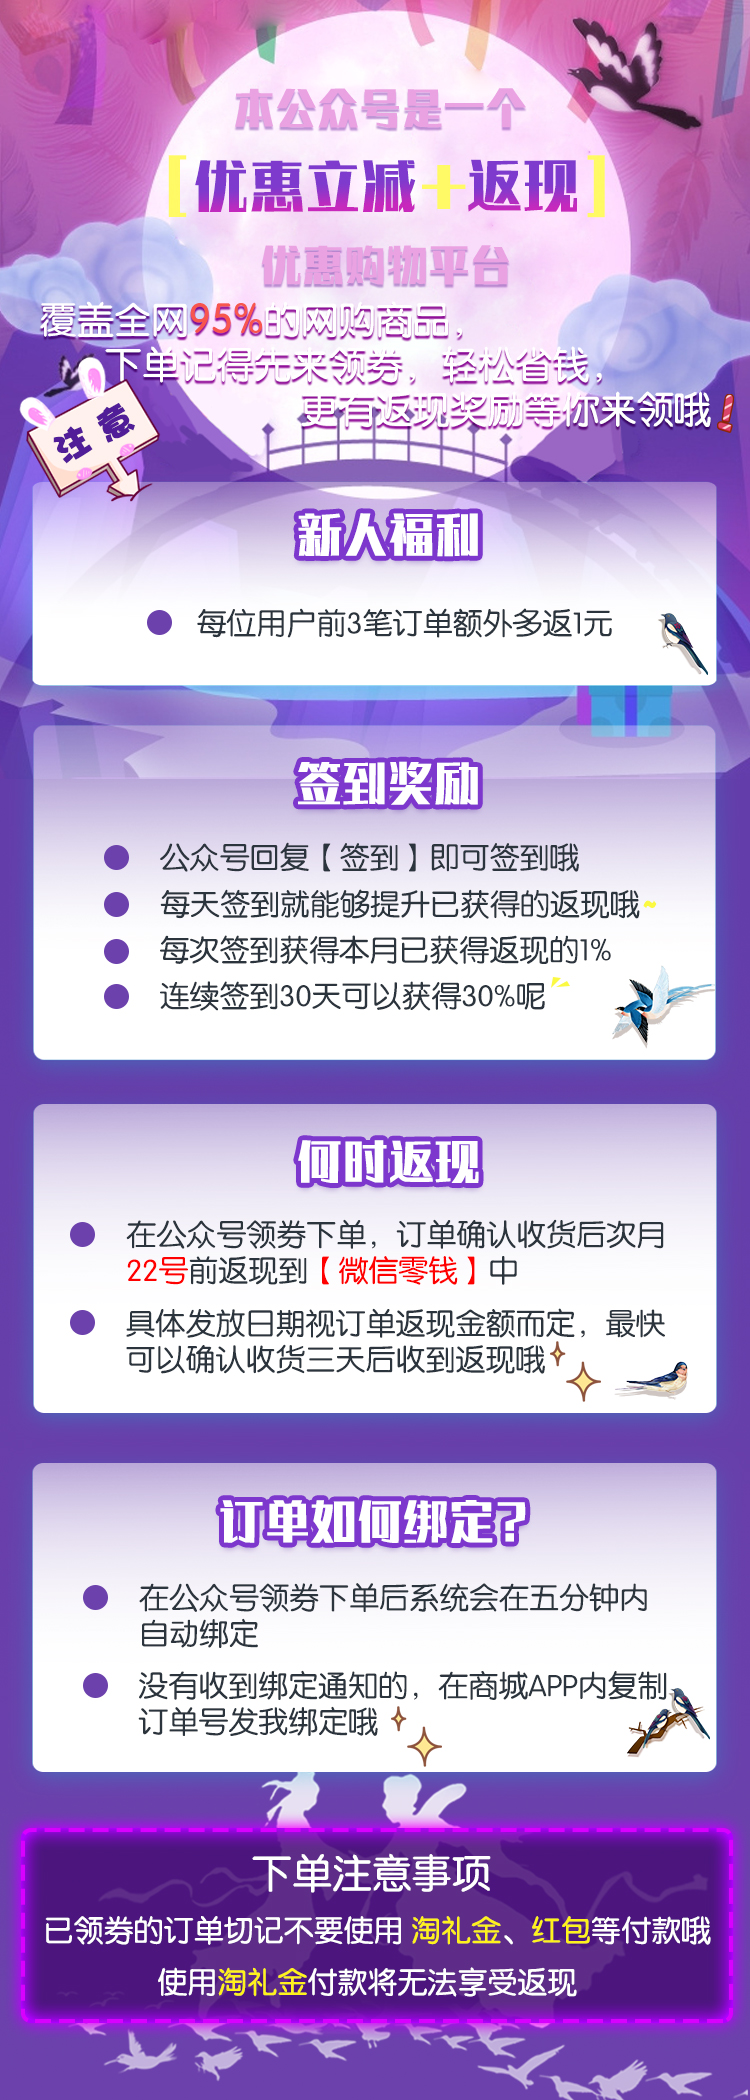 本公众号是一个
[优惠立减+返现]
优惠购物平台
覆盖全网95%的网购商品，
下单记得先来领券，轻松省钱，
更有返现奖励等你来领哦！
注意
新人福利
每位用户前3笔订单额外多返1元
签到奖励
公众号回复【签到】即可签到哦
每天签到就能够提升已获得的返现哦~
每次签到获得本月已获得返现的1%
连续签到30天可以获得30%呢
何时返现
在公众号领券下单，订单确认收货后次月
22号前返现到【微信零钱】中
具体发放日期视订单返现金额而定，最快
可以确认收货三天后收到返现哦
订单如何绑定？
在公众号领券下单后系统会在五分钟内
自动绑定
没有收到绑定通知的，在商城APP内复制
订单号发我绑定哦
下单注意事项
已领券的订单切记不要使用 淘礼金、红包等付款哦
使用淘礼金付款将无法享受返现